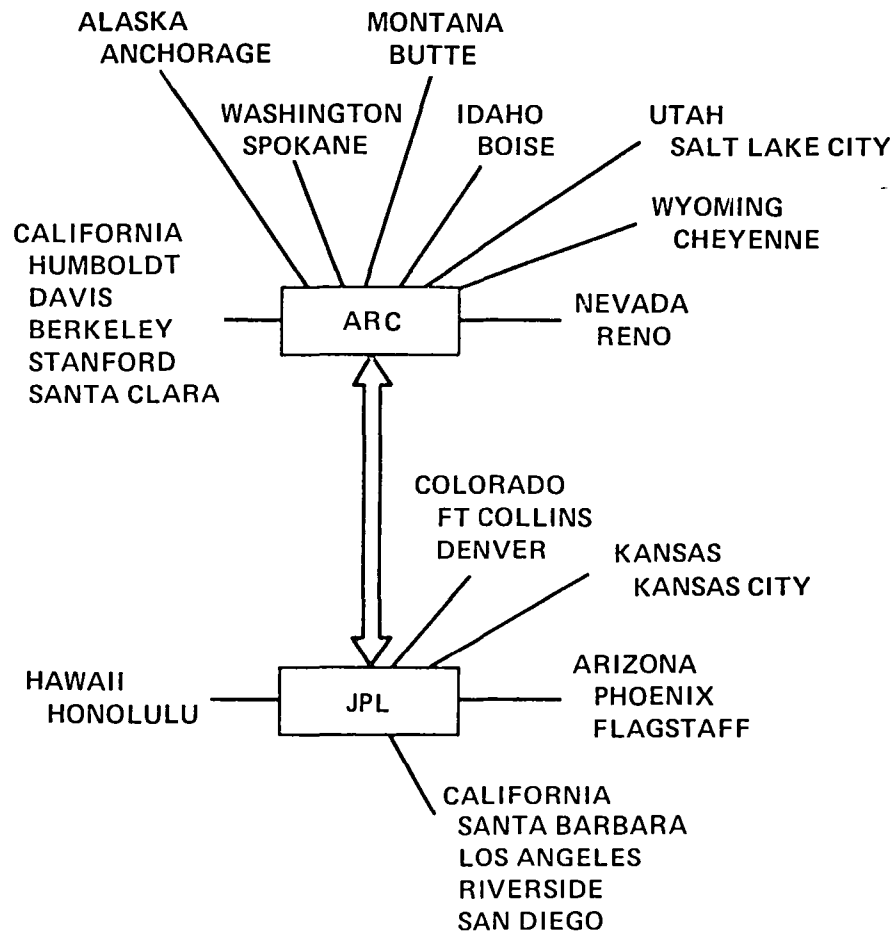 ALASKA
ANCHORAGE
MONTANA
BUTTE
WASHINGTON
SPOKANE
IDAHO
BOISE
UTAH
SALT LAKE CITY
WYOMING
CHEYENNE
CALIFORNIA
HUMBOLDT
DAVIS
BERKELEY
STANFORD
SANTA CLARA
ARC
NEVADA
RENO
COLORADO
FT COLLINS
DENVER
KANSAS
KANSAS CITY
HAWAII
HONOLULU
JPL
ARIZONA
PHOENIX
FLAGSTAFF
CALIFORNIA
SANTA BARBARA
LOS ANGELES
RIVERSIDE
SAN DIEGO